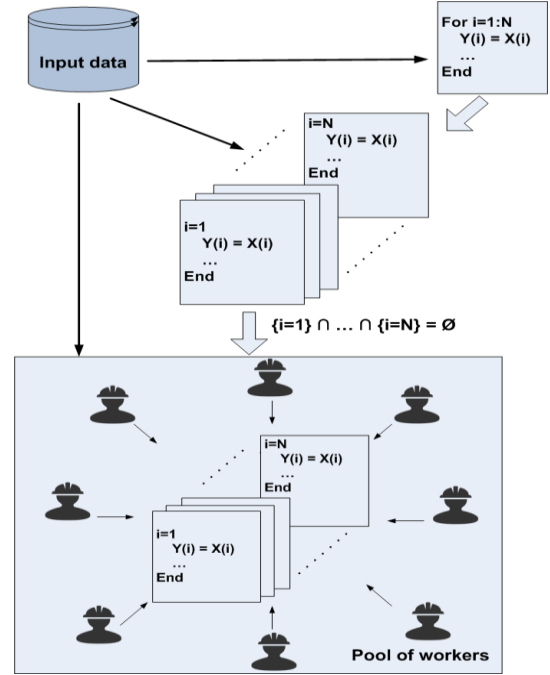 Input data
For i=1:N
Y(i) = X(i)
...
End
i=N
Y(i) = X(i)
...
End
i=1
Y(i) = X(i)
...
End
{i=1} ∩ ... ∩ {i=N} = Ø
i=N
Y(i) = X(i)
...
End
i=1
Y(i) = X(i)
...
End
Pool of workers